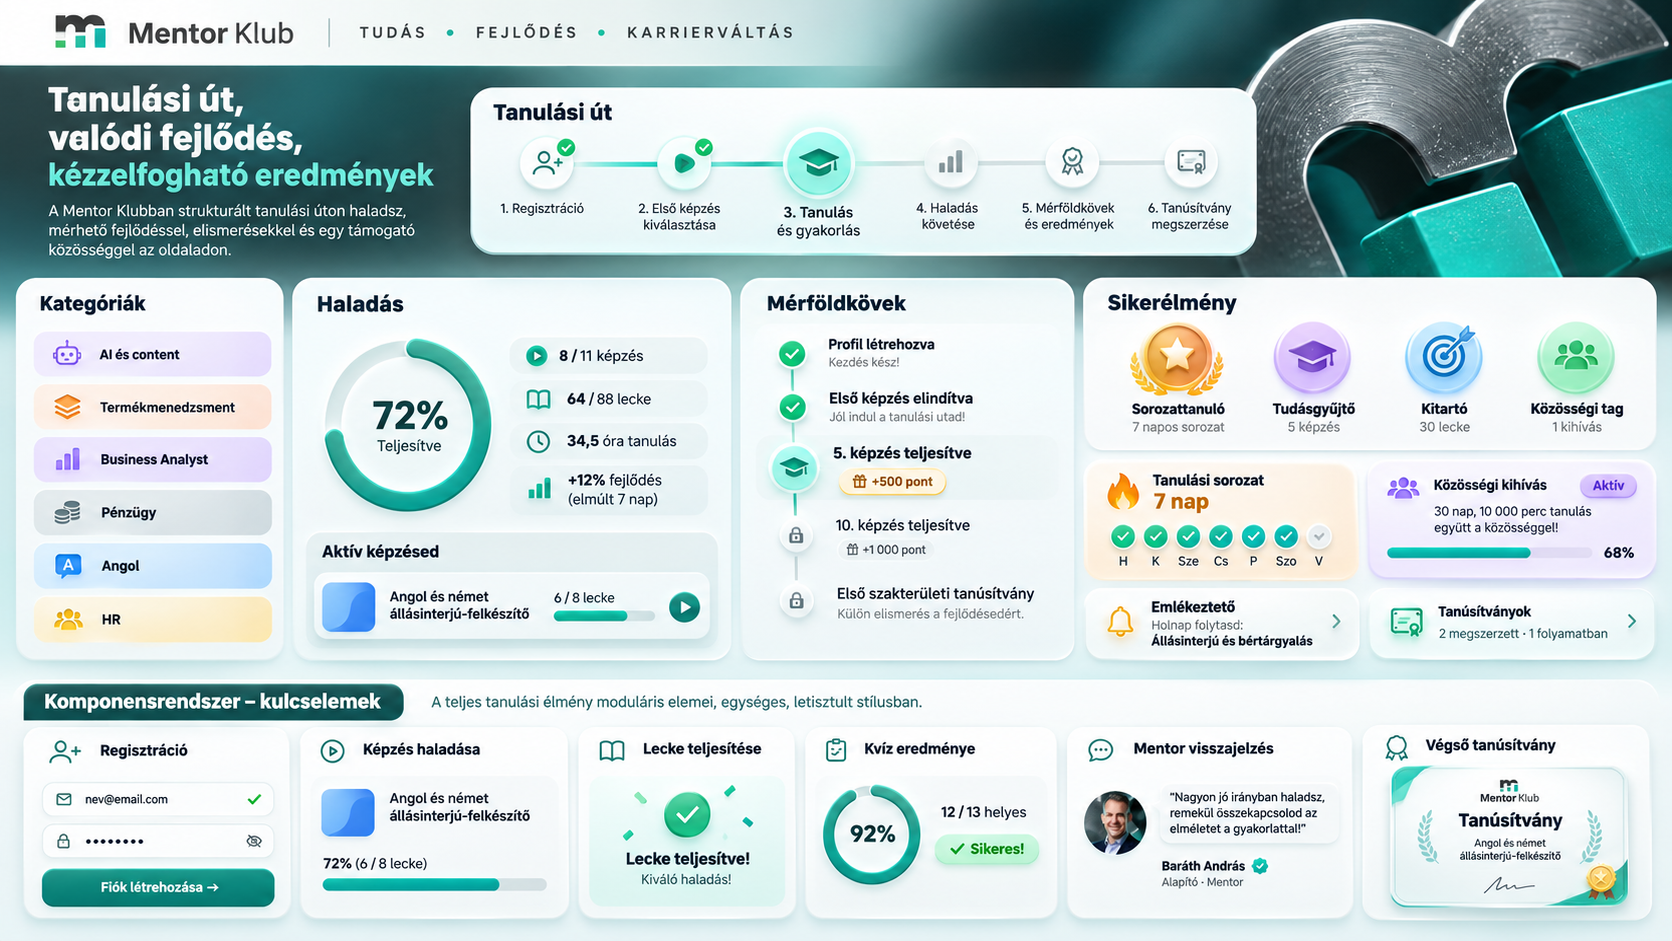 Mentor Klub
TUDÁS • FEJLŐDÉS • KARRIERVÁLTÁS
Tanulási út,
valódi fejlődés,
kézzelfogható eredmények
A Mentor Klubban strukturált tanulási úton haladsz,
mérhető fejlődéssel, elismerésekkel és egy támogató
közösséggel az oldaladon.
Tanulási út
1. Regisztráció
2. Első képzés
kiválasztása
3. Tanulás
és gyakorlás
4. Haladás
követése
5. Mérföldkövek
és eredmények
6. Tanúsítvány
megszerzése
Kategóriák
AI és content
Termékmenedzsment
Business Analyst
Pénzügy
A
Angol
HR
Haladás
72%
Teljesítve
8 / 11 képzés
64 / 88 lecke
34,5 óra tanulás
+12% fejlődés
(elmúlt 7 nap)
Aktív képzésed
Angol és német
állásinterjú-felkészítő
6 / 8 lecke
Mérföldkövek
Profil létrehozva
Kezdés kész!
Első képzés elindítva
Jól indul a tanulási utad!
5. képzés teljesítve
+500 pont
10. képzés teljesítve
+1 000 pont
Első szakterületi tanúsítvány
Külön elismerés a fejlődésedért.
Sikerélmény
Sorozattanuló
7 napos sorozat
Tudásgyűjtő
5 képzés
Kitartó
30 lecke
Közösségi tag
1 kihívás
Tanulási sorozat
7 nap
H K Sze Cs P Szo V
Közösségi kihívás
Aktív
30 nap, 10 000 perc tanulás
együtt a közösséggel!
68%
Emlékeztető
Holnap folytasd:
Állásinterjú és bértárgyalás
Tanúsítványok
2 megszerzett · 1 folyamatban
Komponensrendszer – kulcselemek
A teljes tanulási élmény moduláris elemei, egységes, letisztult stílusban.
Regisztráció
nev@email.com
••••••••
Fiók létrehozása →
Képzés haladása
Angol és német
állásinterjú-felkészítő
72% (6 / 8 lecke)
Lecke teljesítése
Lecke teljesítve!
Kiváló haladás!
Kvíz eredménye
92%
12 / 13 helyes
Sikeres!
Mentor visszajelzés
"Nagyon jó irányban haladsz,
remekül összekapcsolod az
elméletet a gyakorlattal!"
Baráth András
Alapító · Mentor
Végső tanúsítvány
Mentor Klub
Tanúsítvány
Angol és német
állásinterjú-felkészítő